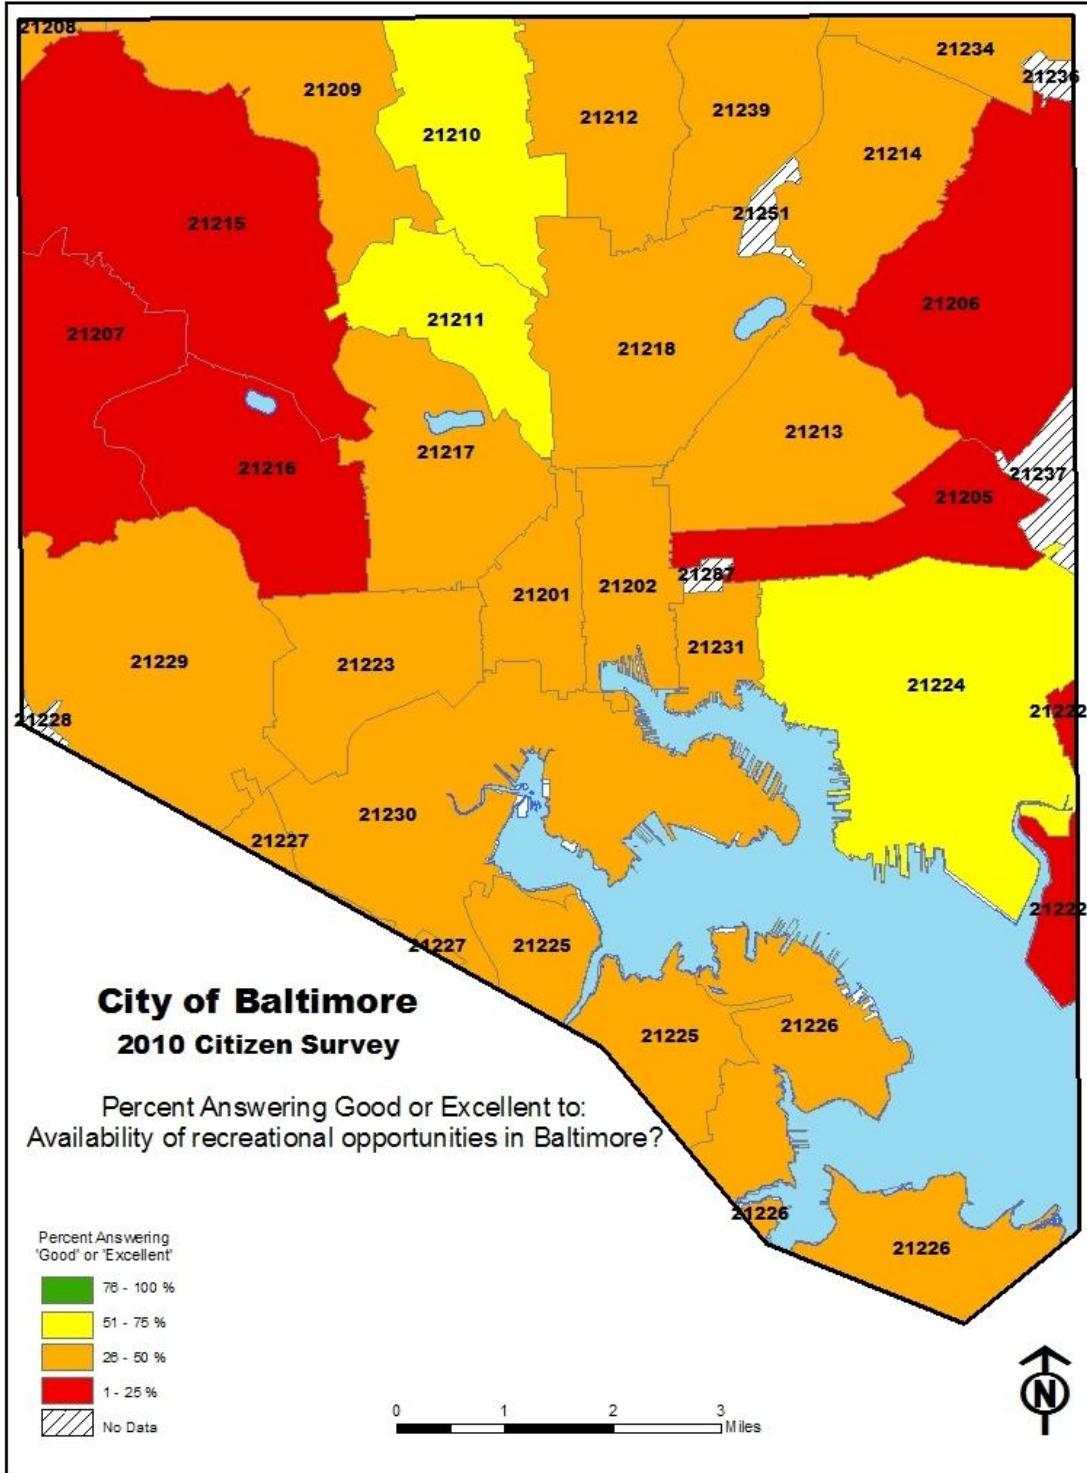 21208
21234
21236
21209
21212
21239
21210
21214
21251
21215
21206
21207
21211
21218
21213
21217
21216
21237
21205
21287
21202
21201
21231
21229
21223
21224
21222
21228
21230
21227
21222
21227
21225
City of Baltimore
2010 Citizen Survey
21226
21225
Percent Answering Good or Excellent to:
Availability of recreational opportunities in Baltimore?
21226
21226
Percent Answering
'Good' or 'Excellent'
76 - 100 %
51 - 75 %
26 - 50 %
1 - 25 %
No Data
0 1 2 3
Miles
N